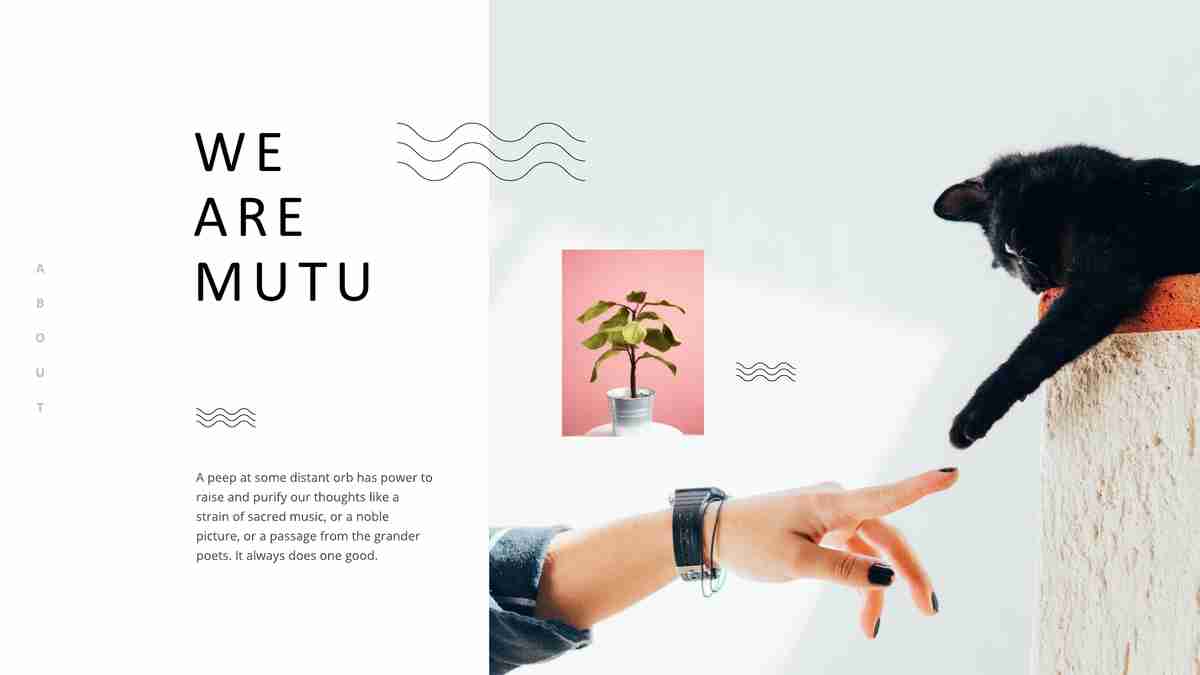 WE
ARE
MUTU
A
B
O
U
T
A peep at some distant orb has power to
raise and purify our thoughts like a
strain of sacred music, or a noble
picture, or a passage from the grander
poets. It always does one good.